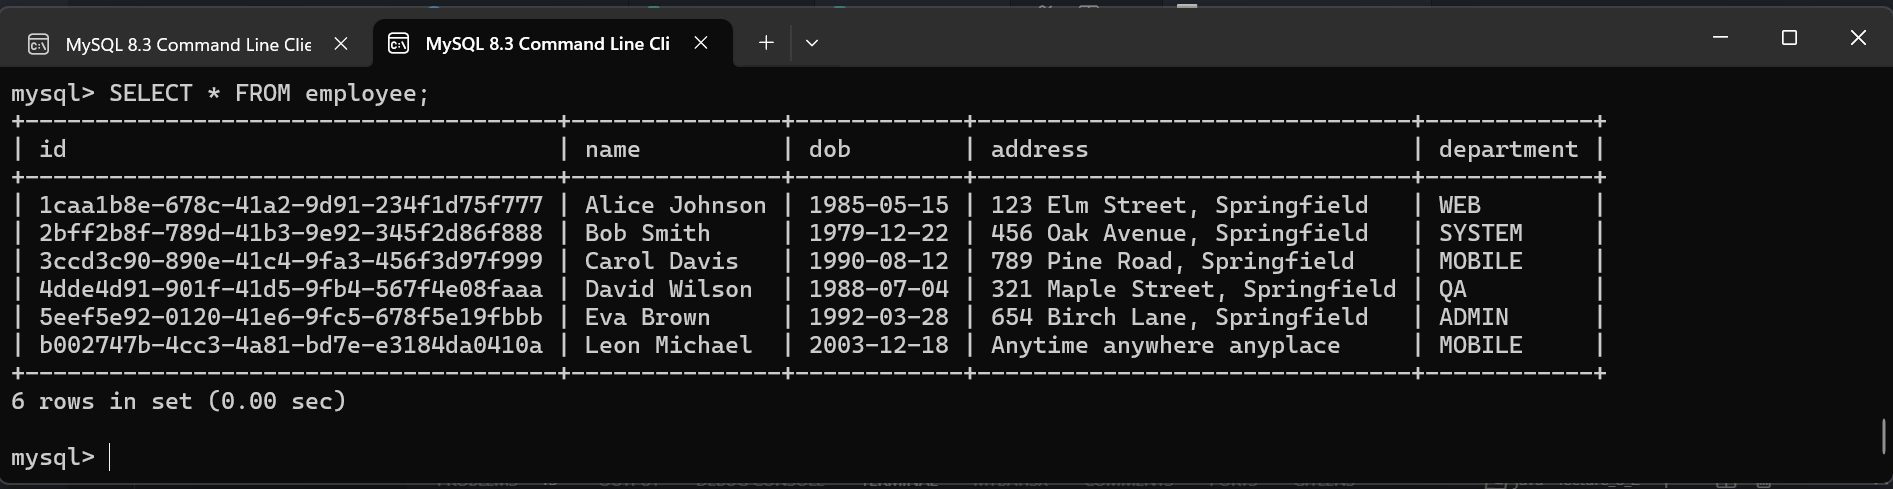 MySQL 8.3 Command Line Clie
MySQL 8.3 Command Line Cli
mysql> SELECT * FROM employee;
+--------------------------------------+---------------+------------+-------------------------------+------------+
| id                                   | name          | dob        | address                       | department |
+--------------------------------------+---------------+------------+-------------------------------+------------+
| 1caa1b8e-678c-41a2-9d91-234f1d75f777 | Alice Johnson | 1985-05-15 | 123 Elm Street, Springfield   | WEB        |
| 2bff2b8f-789d-41b3-9e92-345f2d86f888 | Bob Smith     | 1979-12-22 | 456 Oak Avenue, Springfield   | SYSTEM     |
| 3ccd3c90-890e-41c4-9fa3-456f3d97f999 | Carol Davis   | 1990-08-12 | 789 Pine Road, Springfield    | MOBILE     |
| 4dde4d91-901f-41d5-9fb4-567f4e08faaa | David Wilson  | 1988-07-04 | 321 Maple Street, Springfield | QA         |
| 5eef5e92-0120-41e6-9fc5-678f5e19fbbb | Eva Brown     | 1992-03-28 | 654 Birch Lane, Springfield   | ADMIN      |
| b002747b-4cc3-4a81-bd7e-e3184da0410a | Leon Michael  | 2003-12-18 | Anytime anywhere anyplace     | MOBILE     |
+--------------------------------------+---------------+------------+-------------------------------+------------+
6 rows in set (0.00 sec)
mysql>